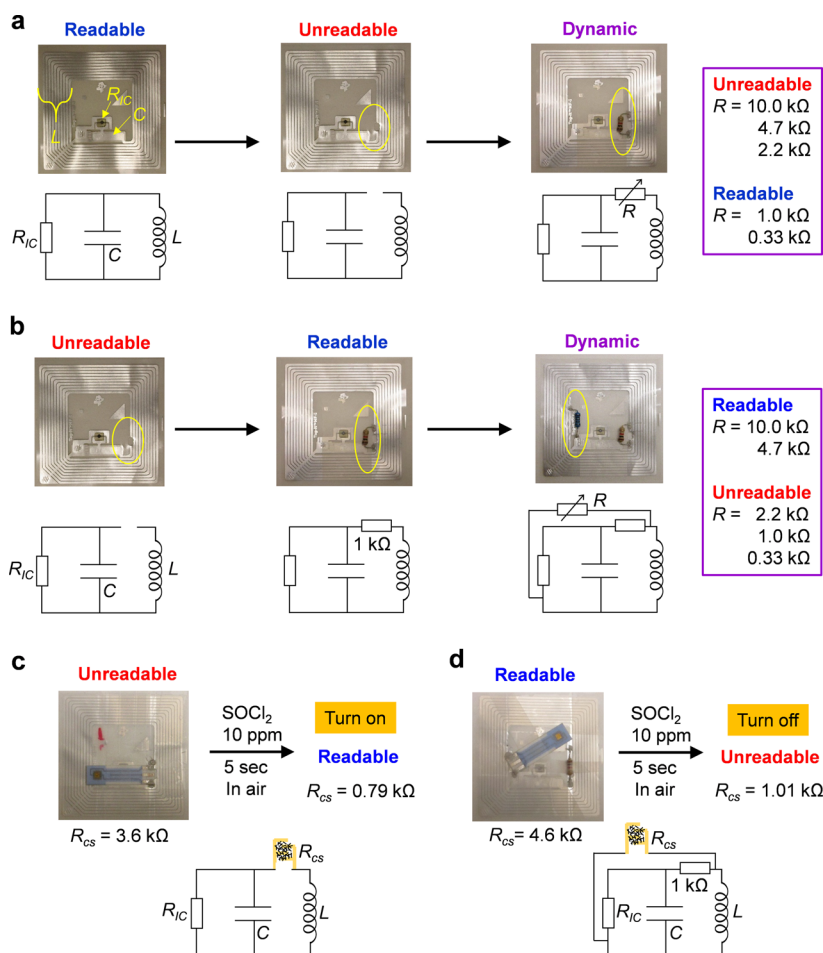 a
Readable
Unreadable
Dynamic
R_IC
C
L
Unreadable
R = 10.0 kΩ
4.7
2.2
Readable
R = 1.0 kΩ
0.33 kΩ
R_IC
C
L
R
b
Unreadable
Readable
Dynamic
Readable
R = 10.0 kΩ
4.7
Unreadable
R = 2.2 kΩ
1.0 kΩ
0.33 kΩ
R_IC
C
L
1 kΩ
R
c
Unreadable
SOCl₂
10 ppm
5 sec
In air
Turn on
Readable
R_cs = 0.79 kΩ
R_cs = 3.6 kΩ
R_cs
R_IC
C
L
d
Readable
SOCl₂
10 ppm
5 sec
In air
Turn off
Unreadable
R_cs = 1.01 kΩ
R_cs = 4.6 kΩ
R_cs
1 kΩ
R_IC
C
L